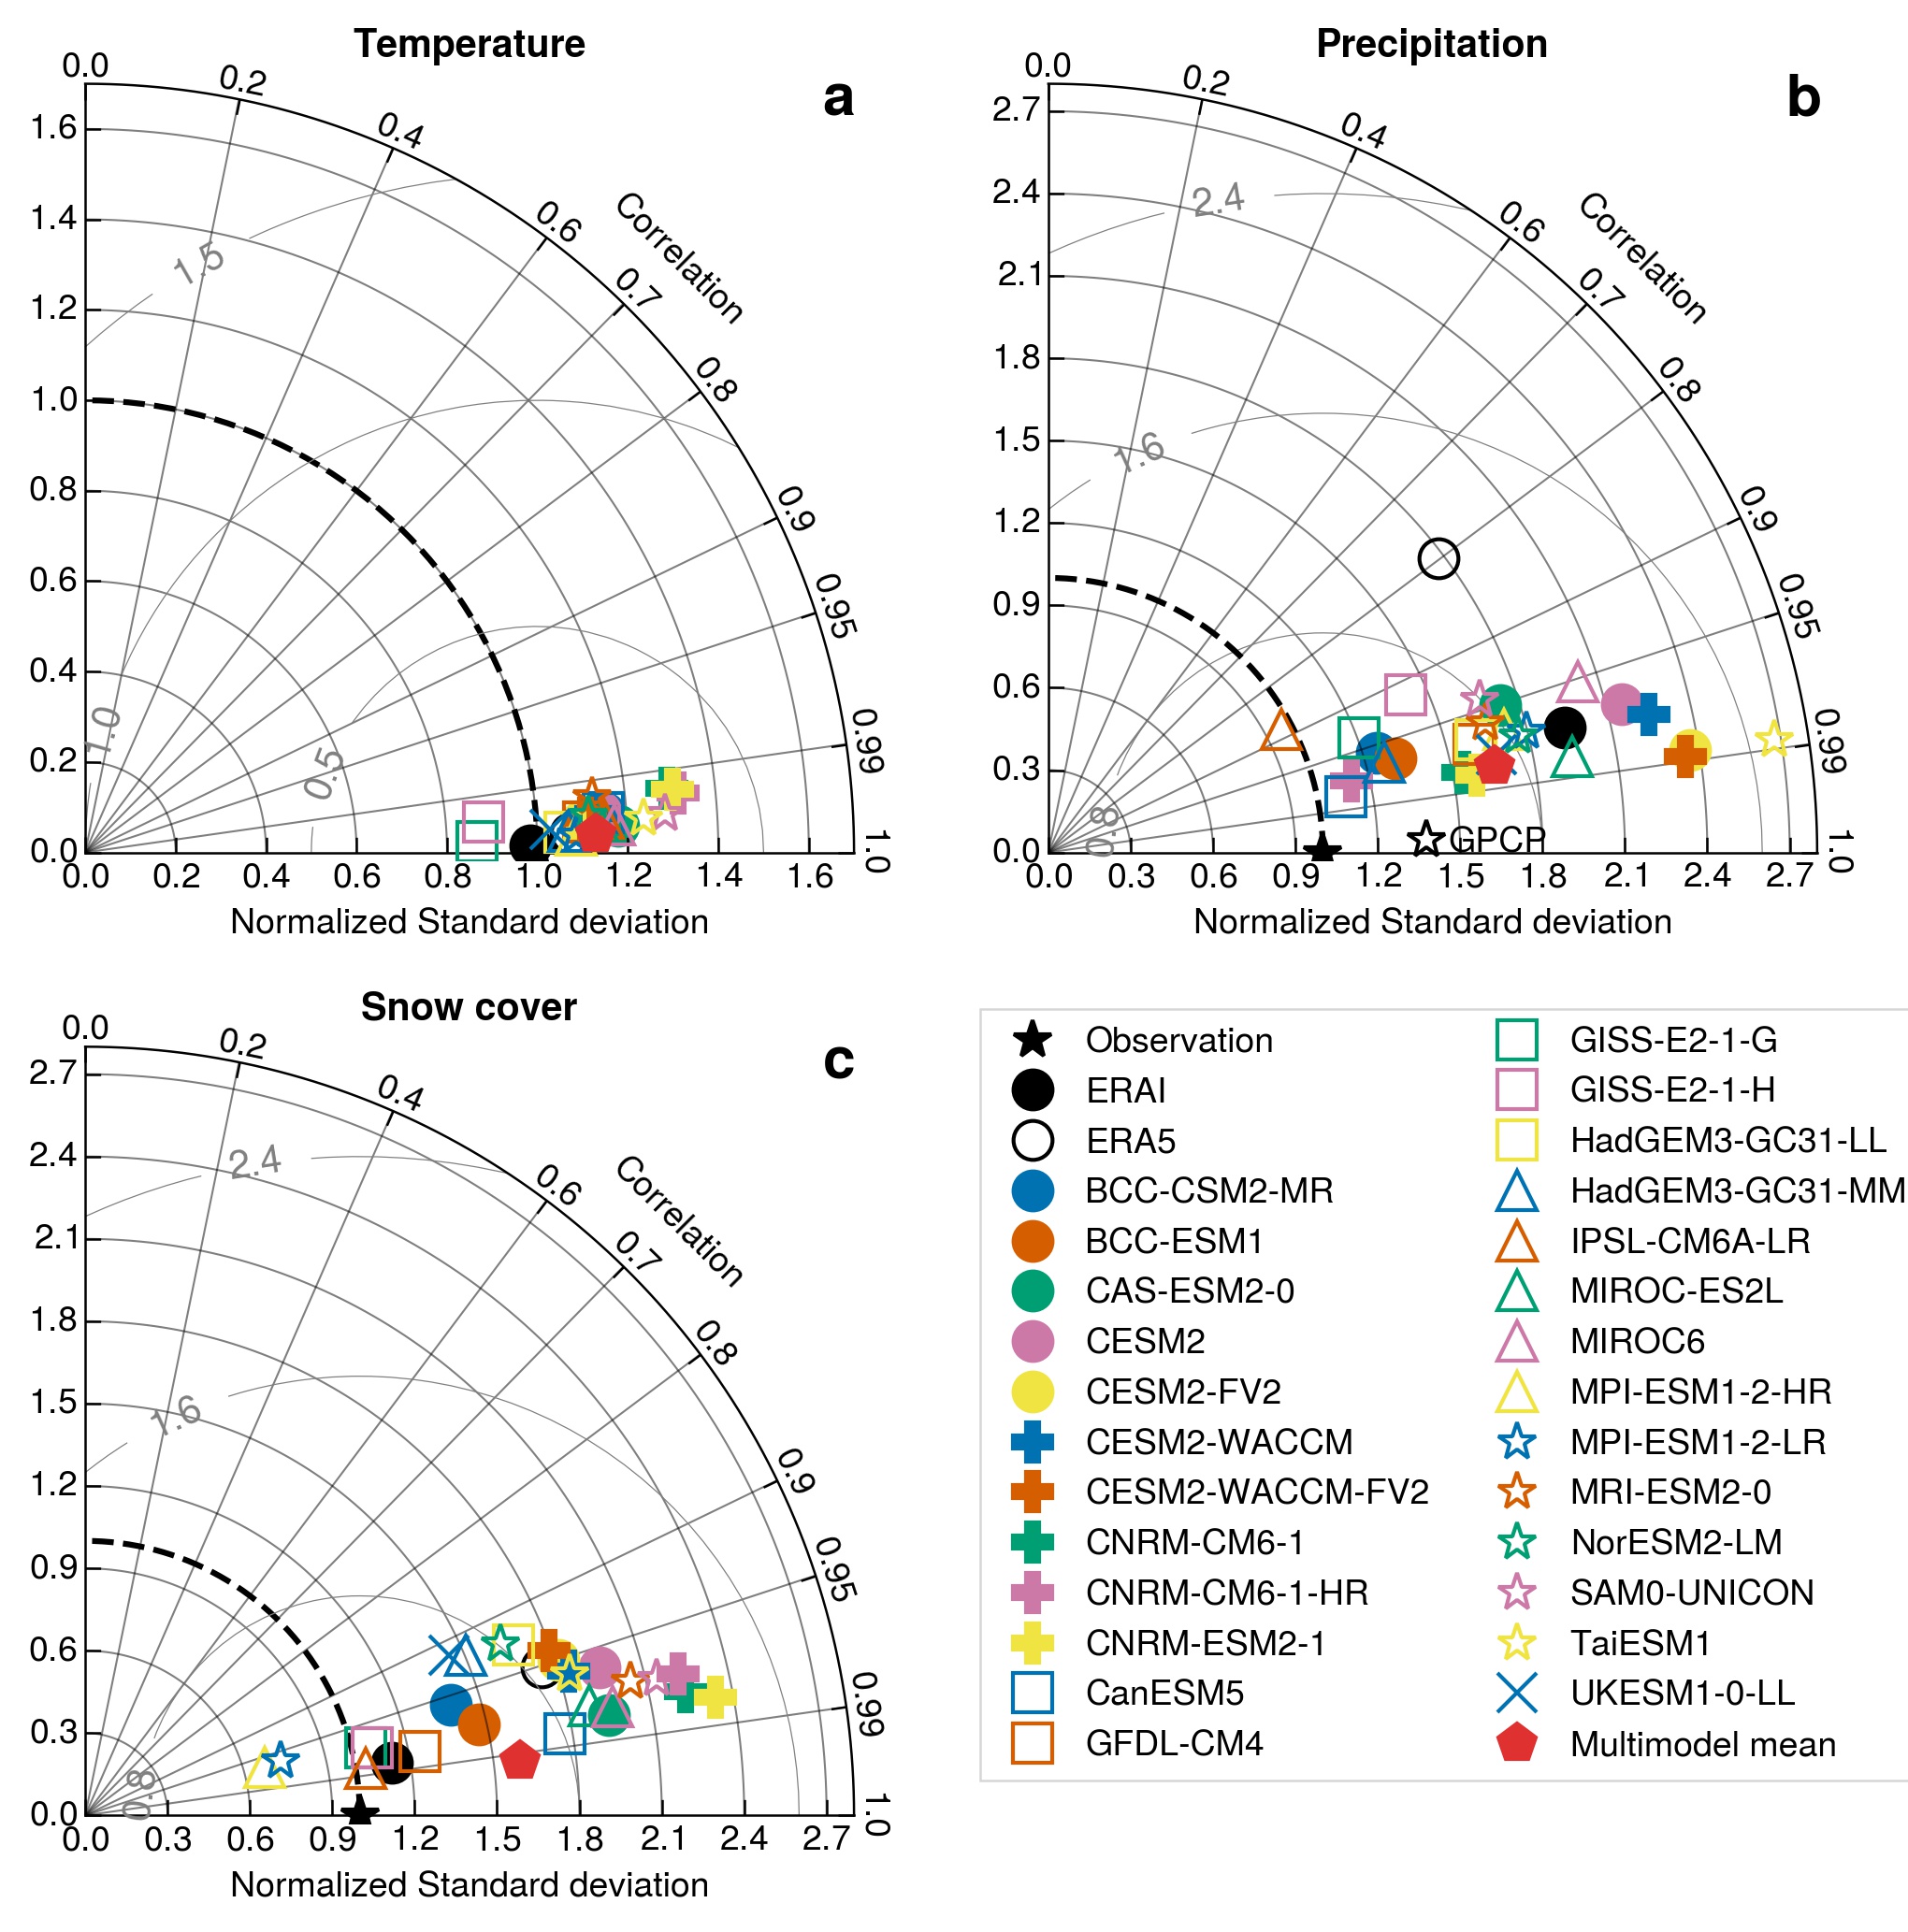 Temperature
a
0.0
0.2
0.4
0.6
0.7
0.8
0.9
0.95
0.99
1.0
Correlation
1.6
1.4
1.2
1.0
0.8
0.6
0.4
0.2
0.0
1.5
1.0
0.5
0.0 0.2 0.4 0.6 0.8 1.0 1.2 1.4 1.6
Normalized Standard deviation
Precipitation
b
0.0
0.2
0.4
0.6
0.7
0.8
0.9
0.95
0.99
1.0
Correlation
2.7
2.4
2.1
1.8
1.5
1.2
0.9
0.6
0.3
0.0
2.4
1.6
0.8
GPCP
0.0 0.3 0.6 0.9 1.2 1.5 1.8 2.1 2.4 2.7
Normalized Standard deviation
Snow cover
c
0.0
0.2
0.4
0.6
0.7
0.8
0.9
0.95
0.99
1.0
Correlation
2.7
2.4
2.1
1.8
1.5
1.2
0.9
0.6
0.3
0.0
2.4
1.6
0.8
0.0 0.3 0.6 0.9 1.2 1.5 1.8 2.1 2.4 2.7
Normalized Standard deviation
Observation
ERAI
ERA5
BCC-CSM2-MR
BCC-ESM1
CAS-ESM2-0
CESM2
CESM2-FV2
CESM2-WACCM
CESM2-WACCM-FV2
CNRM-CM6-1
CNRM-CM6-1-HR
CNRM-ESM2-1
CanESM5
GFDL-CM4
GISS-E2-1-G
GISS-E2-1-H
HadGEM3-GC31-LL
HadGEM3-GC31-MM
IPSL-CM6A-LR
MIROC-ES2L
MIROC6
MPI-ESM1-2-HR
MPI-ESM1-2-LR
MRI-ESM2-0
NorESM2-LM
SAM0-UNICON
TaiESM1
UKESM1-0-LL
Multimodel mean